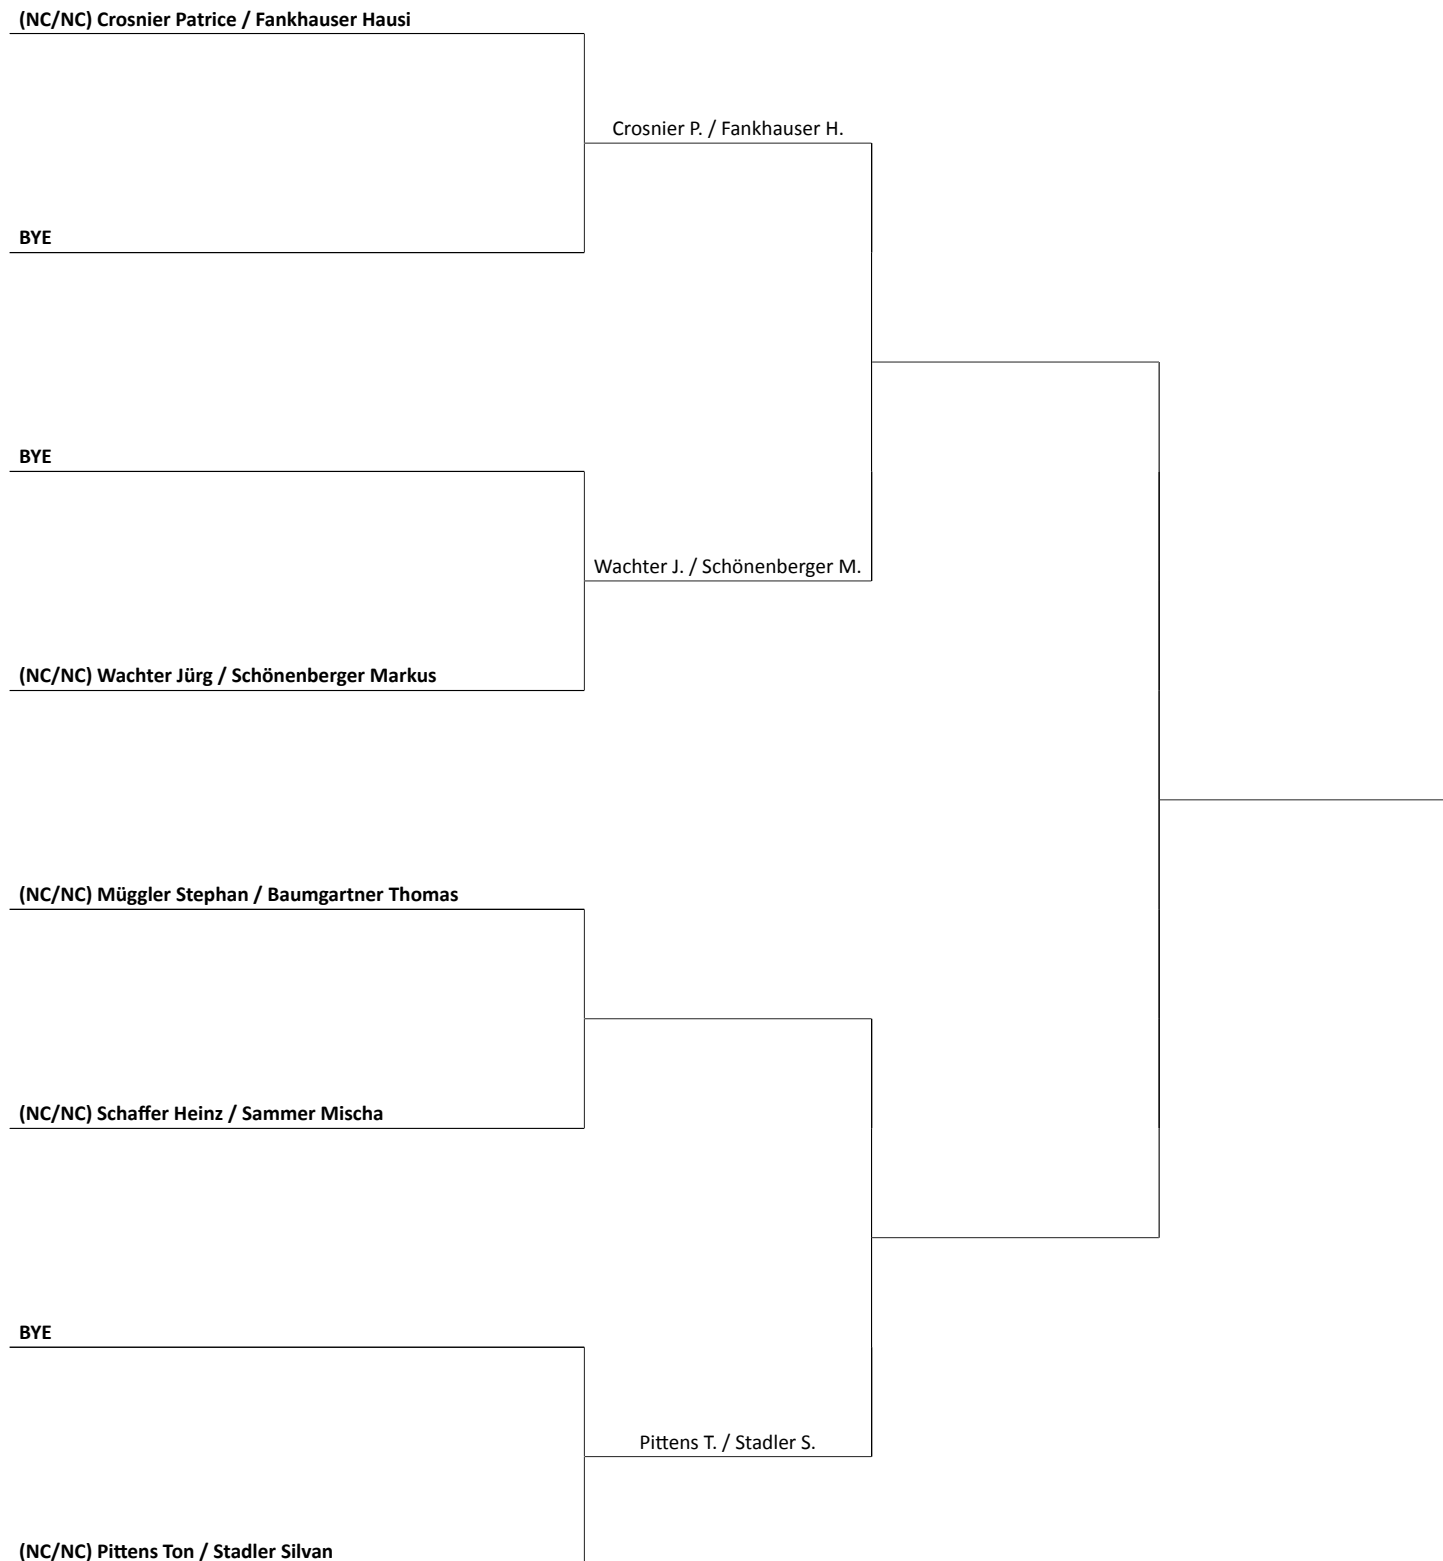 (NC/NC) Crosnier Patrice / Fankhauser Hausi
Crosnier P. / Fankhauser H.
BYE
BYE
Wachter J. / Schönenberger M.
(NC/NC) Wachter Jürg / Schönenberger Markus
(NC/NC) Müggler Stephan / Baumgartner Thomas
(NC/NC) Schaffer Heinz / Sammer Mischa
BYE
Pittens T. / Stadler S.
(NC/NC) Pittens Ton / Stadler Silvan